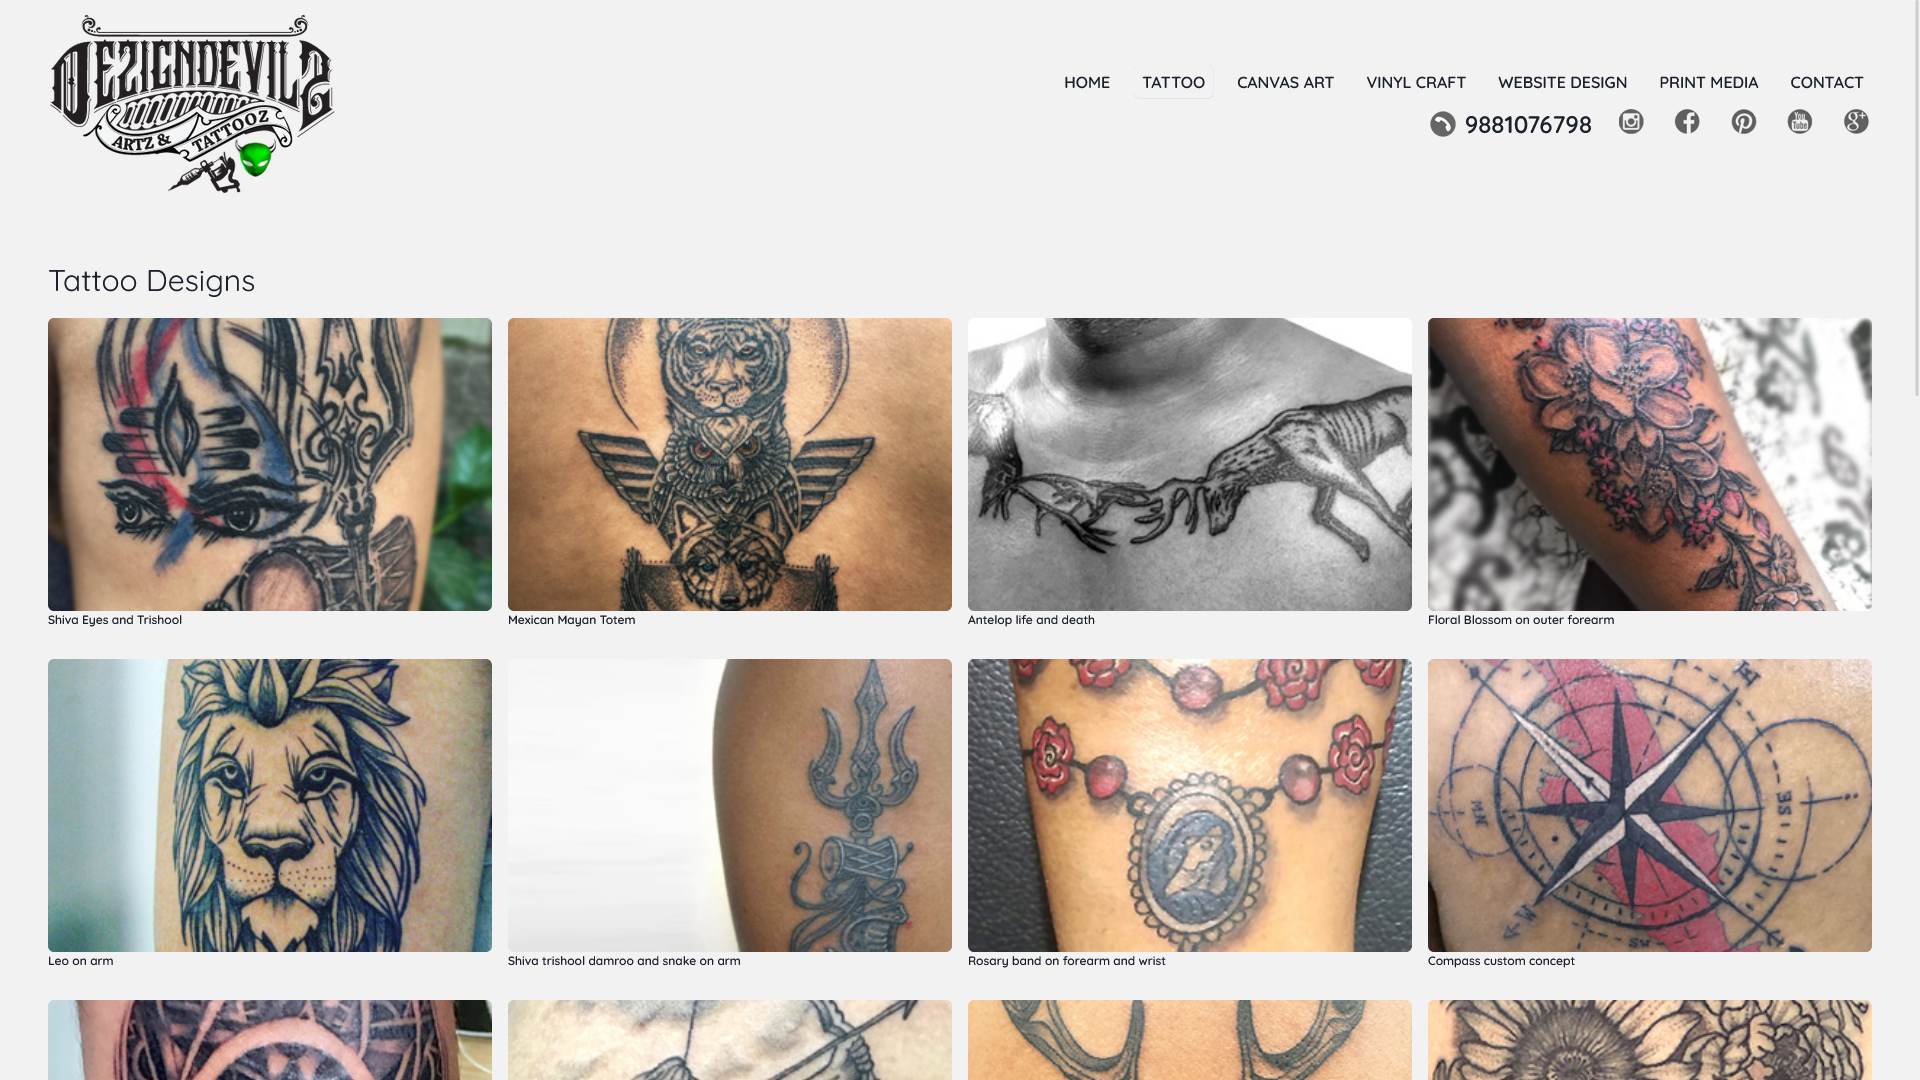 DEZIGNDEVILZ
ARTZ & TATTOOZ
HOME TATTOO CANVAS ART VINYL CRAFT WEBSITE DESIGN PRINT MEDIA CONTACT
9881076798
Tattoo Designs
Shiva Eyes and Trishool
Mexican Mayan Totem
Antelop life and death
Floral Blossom on outer forearm
N
SE
SW
W
Leo on arm
Shiva trishool damroo and snake on arm
Rosary band on forearm and wrist
Compass custom concept